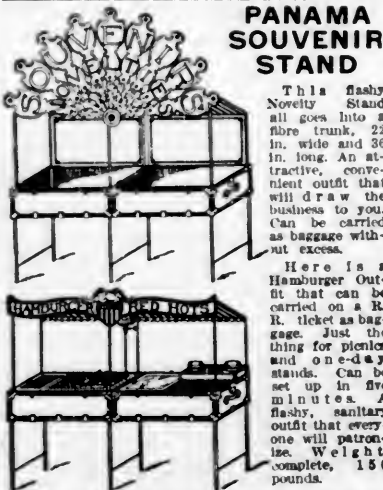 PANAMA
SOUVENIR
STAND
SOUVENIRS
NOVELTIES
This flashy
Novelty Stand
all goes into a
fibre trunk, 22
in. wide and 36
in. long. An at-
tractive, conve-
nient outfit that
will draw the
business to you.
Can be carried
as baggage with-
out excess.
HAMBURGER RED HOTS
Here is a
Hamburger Out-
fit that can be
carried on a R.
R. ticket as bag-
gage. Just the
thing for picnics
and one-day
stands. Can be
set up in five
minutes. A
flashy, sanitary
outfit that every-
one will patron-
ize. Weight
complete, 150
pounds.